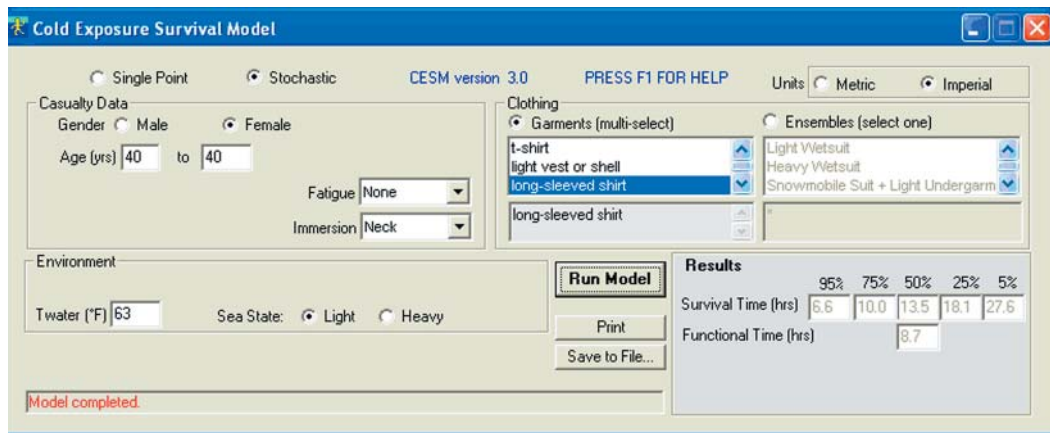 Cold Exposure Survival Model
Single Point Stochastic CESM version 3.0 PRESS F1 FOR HELP Units Metric Imperial
Casualty Data
Gender Male Female
Age (yrs) 40 to 40
Fatigue None
Immersion Neck
Clothing
Garments (multi-select) Ensembles (select one)
t-shirt
light vest or shell
long-sleeved shirt
long-sleeved shirt
Light Wetsuit
Heavy Wetsuit
Snowmobile Suit + Light Undergarm
*
Environment
Twater (°F) 63 Sea State: Light Heavy
Run Model
Print
Save to File...
Results
95% 75% 50% 25% 5%
Survival Time (hrs) 6.6 10.0 13.5 18.1 27.6
Functional Time (hrs) 8.7
Model completed.